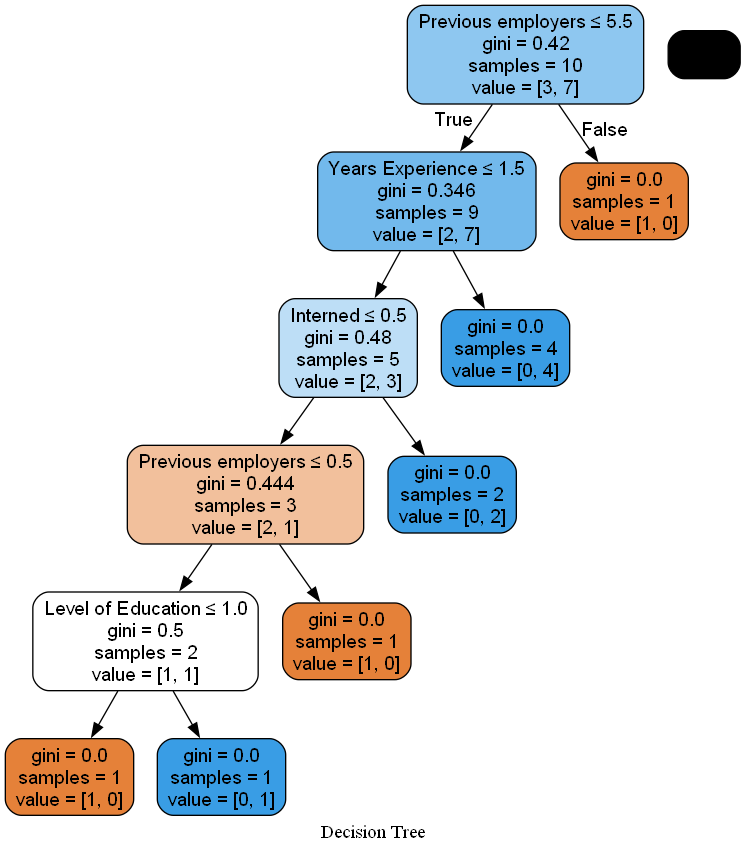 Previous employers ≤ 5.5
gini = 0.42
samples = 10
value = [3, 7]
True
False
Years Experience ≤ 1.5
gini = 0.346
samples = 9
value = [2, 7]
gini = 0.0
samples = 1
value = [1, 0]
Interned ≤ 0.5
gini = 0.48
samples = 5
value = [2, 3]
gini = 0.0
samples = 4
value = [0, 4]
Previous employers ≤ 0.5
gini = 0.444
samples = 3
value = [2, 1]
gini = 0.0
samples = 2
value = [0, 2]
Level of Education ≤ 1.0
gini = 0.5
samples = 2
value = [1, 1]
gini = 0.0
samples = 1
value = [1, 0]
gini = 0.0
samples = 1
value = [1, 0]
gini = 0.0
samples = 1
value = [0, 1]
Decision Tree